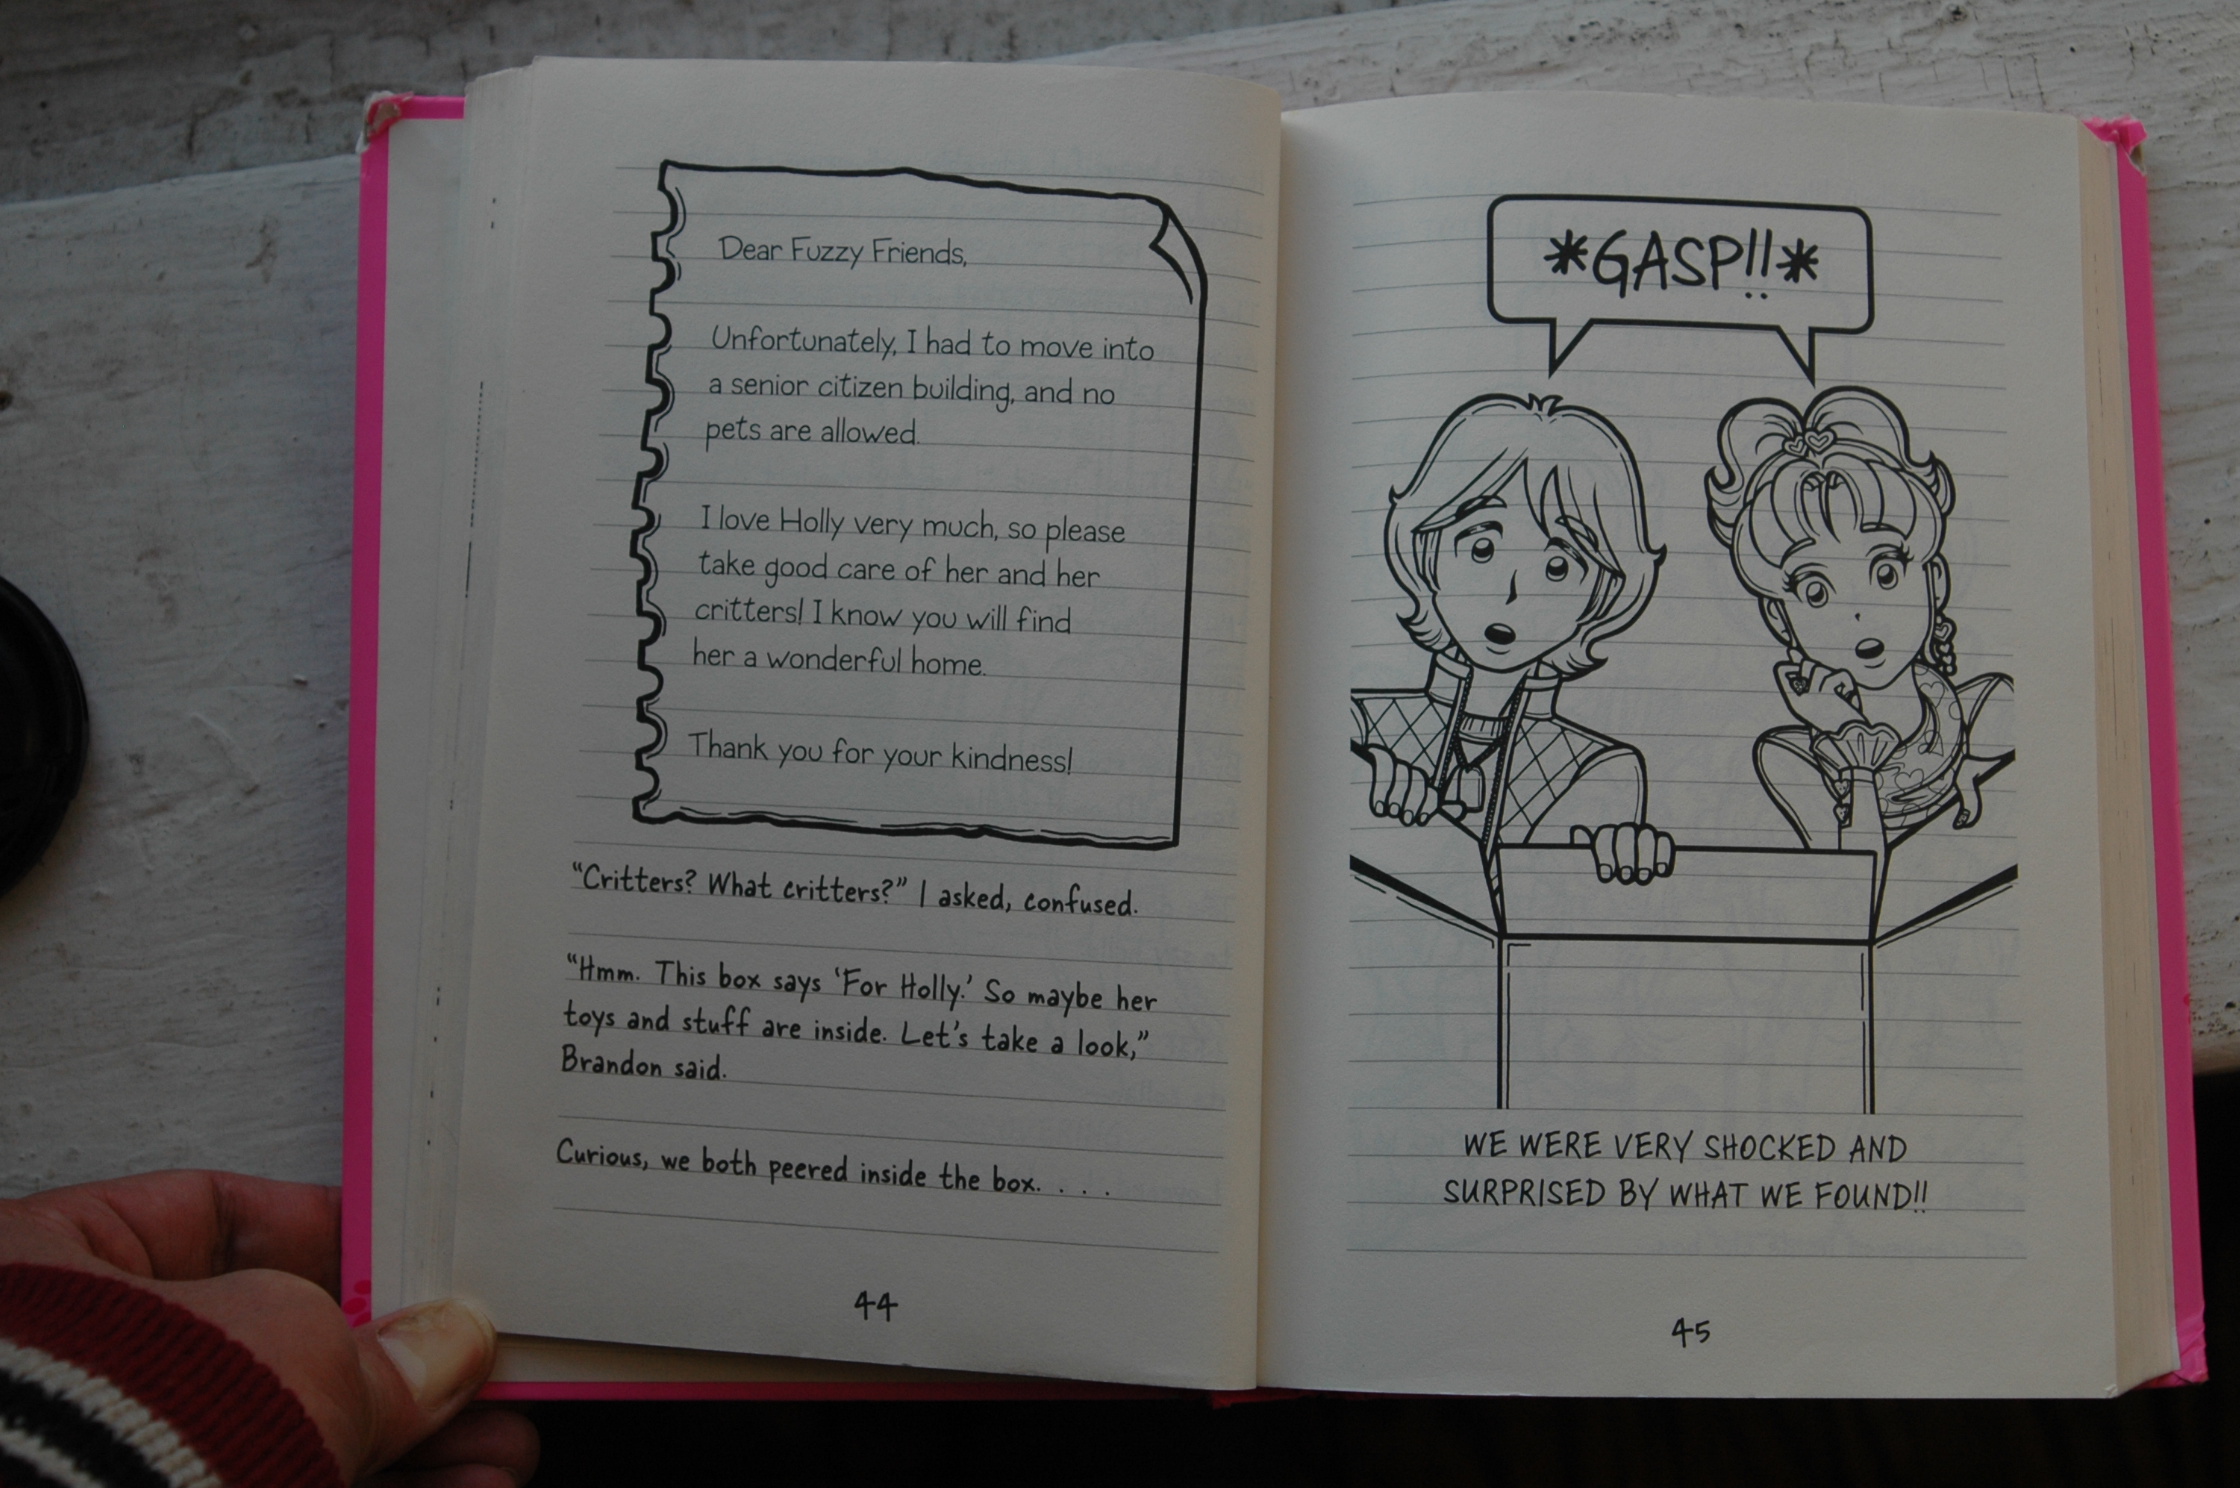 Dear Fuzzy Friends,
Unfortunately, I had to move into
a senior citizen building, and no
pets are allowed.
I love Holly very much, so please
take good care of her and her
critters! I know you will find
her a wonderful home.
Thank you for your kindness!
“Critters? What critters?” I asked, confused.
“Hmm. This box says ‘For Holly.’ So maybe her
toys and stuff are inside. Let’s take a look,”
Brandon said.
Curious, we both peered inside the box. . . .
44
*GASP!!*
WE WERE VERY SHOCKED AND
SURPRISED BY WHAT WE FOUND!!
45